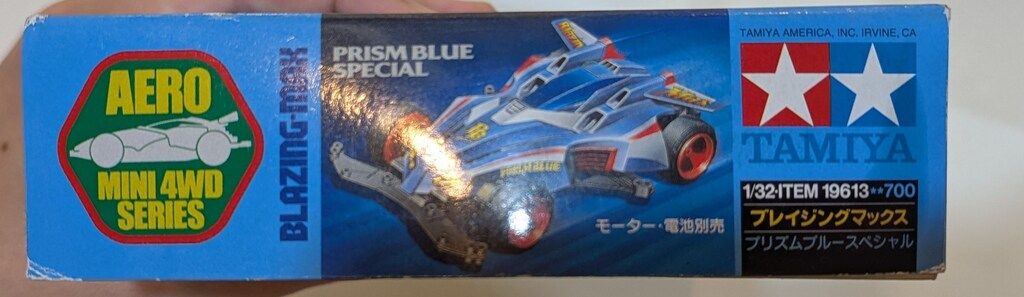 AERO
MINI 4WD
SERIES
BLAZING-MAX
PRISM BLUE
SPECIAL
PRISM BLUE
モーター・電池別売
TAMIYA AMERICA, INC. IRVINE, CA
TAMIYA
1/32・ITEM 19613★★700
ブレイジングマックス
プリズムブルースペシャル